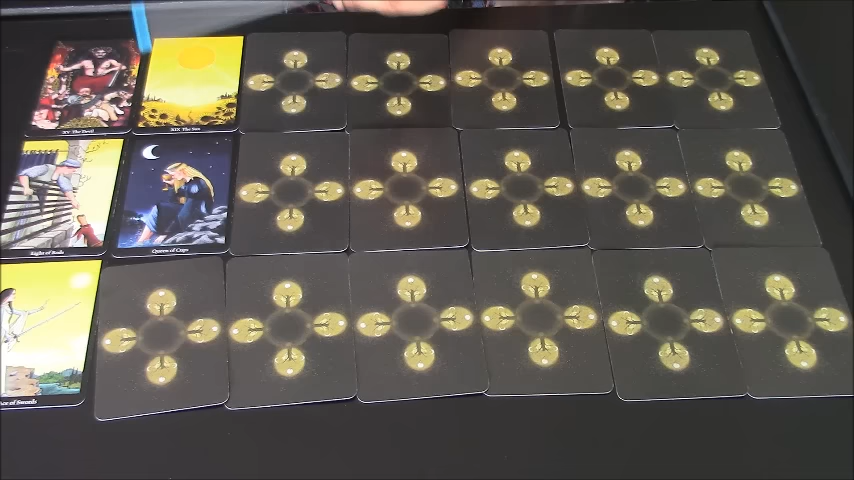 XV The Devil
XIX The Sun
Eight of Rods
Queen of Cups
Ace of Swords